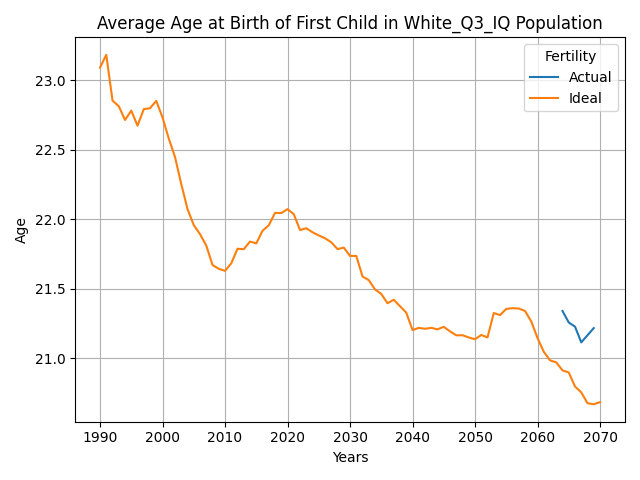 Average Age at Birth of First Child in White_Q3_IQ Population
Fertility
Actual
Ideal
23.0
22.5
22.0
21.5
21.0
Age
1990 2000 2010 2020 2030 2040 2050 2060 2070
Years